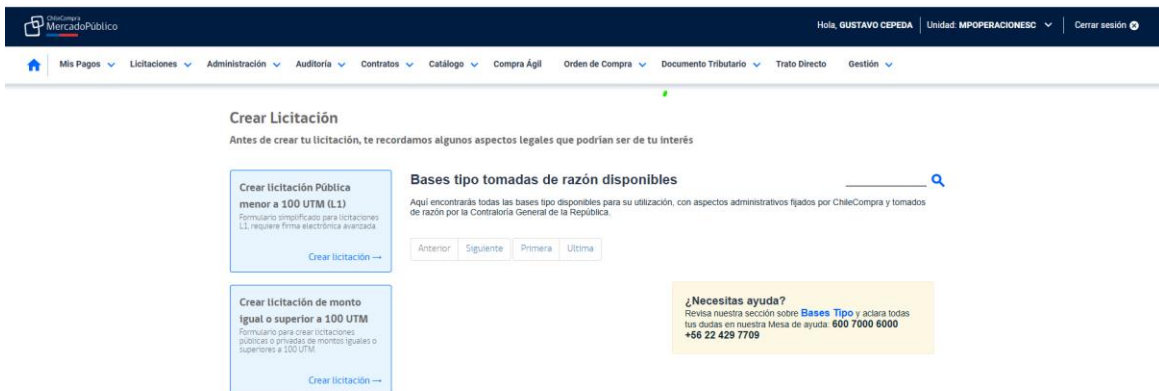 ChileCompra
MercadoPúblico
Hola, GUSTAVO CEPEDA Unidad: MPOPERACIONESC Cerrar sesión
Mis Pagos Licitaciones Administración Auditoría Contratos Catálogo Compra Ágil Orden de Compra Documento Tributario Trato Directo Gestión
Crear Licitación
Antes de crear tu licitación, te recordamos algunos aspectos legales que podrían ser de tu interés
Crear licitación Pública
menor a 100 UTM (L1)
Formulario simplificado para licitaciones
L1, requiere firma electrónica avanzada
Crear licitación →
Crear licitación de monto
igual o superior a 100 UTM
Formulario para crear licitaciones
públicas o privadas de montos iguales o
superiores a 100 UTM.
Crear licitación →
Bases tipo tomadas de razón disponibles
Aquí encontrarás todas las bases tipo disponibles para su utilización, con aspectos administrativos fijados por ChileCompra y tomados
de razón por la Contraloría General de la República.
Anterior Siguiente Primera Ultima
¿Necesitas ayuda?
Revisa nuestra sección sobre Bases Tipo y aclara todas
tus dudas en nuestra Mesa de ayuda: 600 7000 6000
+56 22 429 7709